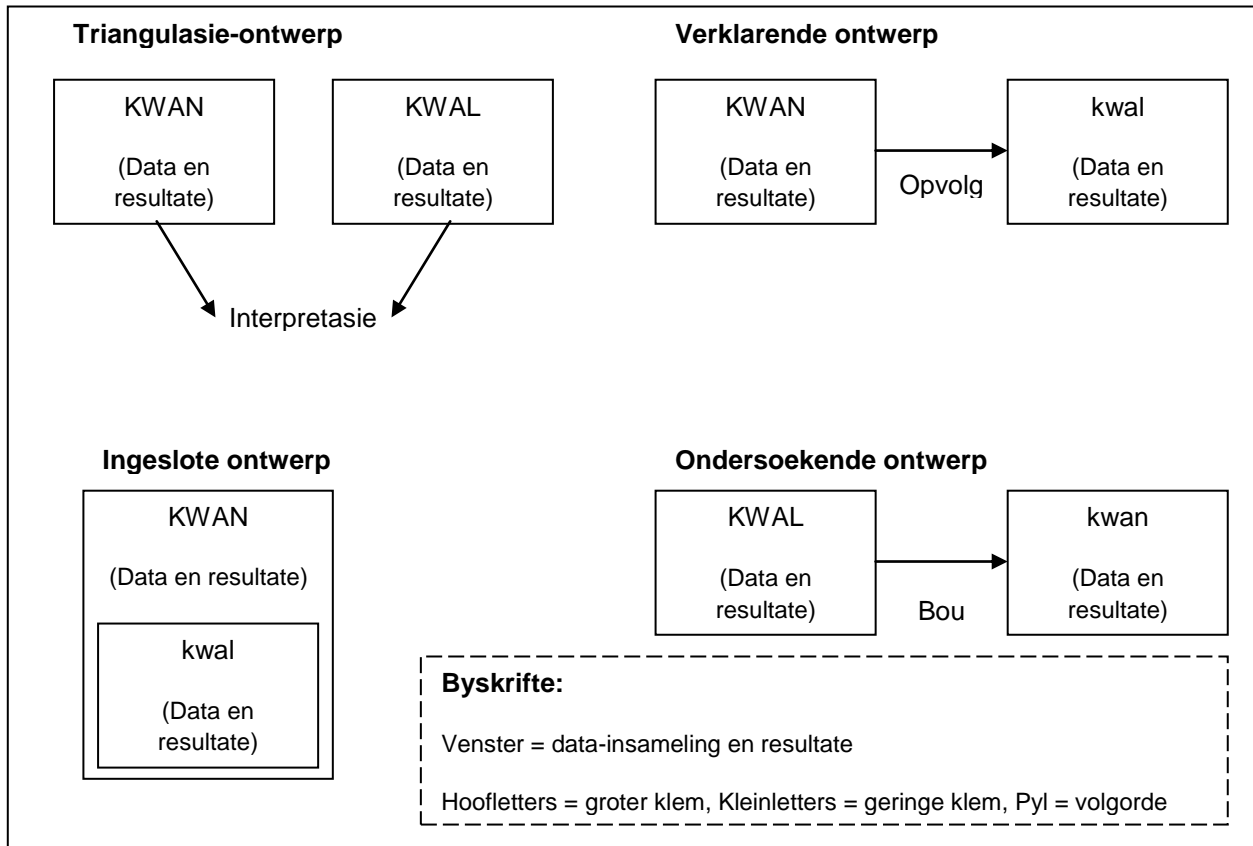 Triangulasie-ontwerp
KWAN
(Data en
resultate)
KWAL
(Data en
resultate)
Interpretasie
Verklarende ontwerp
KWAN
(Data en
resultate)
Opvolg
kwal
(Data en
resultate)
Ingeslote ontwerp
KWAN
(Data en resultate)
kwal
(Data en
resultate)
Ondersoekende ontwerp
KWAL
(Data en
resultate)
Bou
kwan
(Data en
resultate)
Byskrifte:
Venster = data-insameling en resultate
Hoofletters = groter klem, Kleinletters = geringe klem, Pyl = volgorde